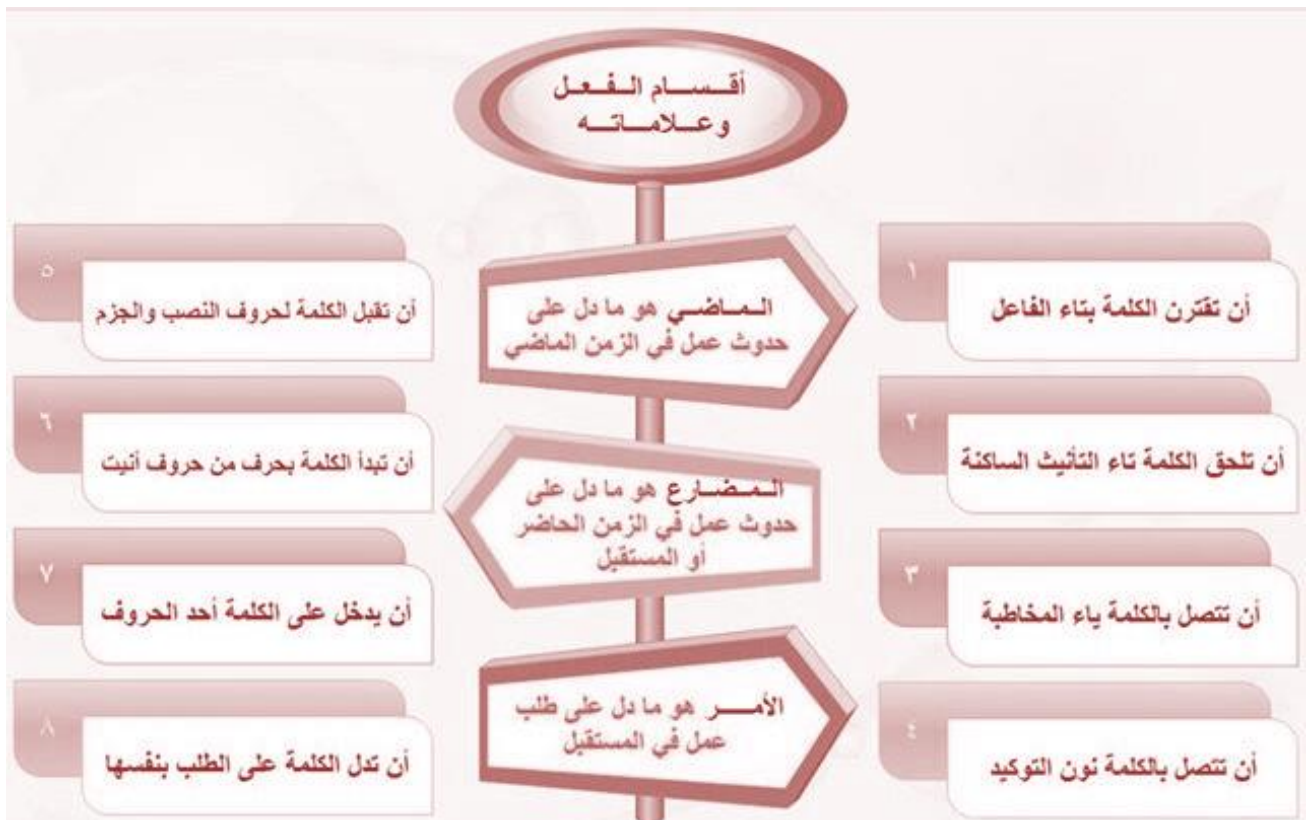 أقسام الفعل
وعلاماته
الماضي هو ما دل على
حدوث عمل في الزمن الماضي
المضارع هو ما دل على
حدوث عمل في الزمن الحاضر
أو المستقبل
الأمر هو ما دل على طلب
عمل في المستقبل
١
أن تقترن الكلمة بتاء الفاعل
٢
أن تلحق الكلمة تاء التأنيث الساكنة
٣
أن تتصل بالكلمة ياء المخاطبة
٤
أن تتصل بالكلمة نون التوكيد
٥
أن تقبل الكلمة لحروف النصب والجزم
٦
أن تبدأ الكلمة بحرف من حروف أنيت
٧
أن يدخل على الكلمة أحد الحروف
٨
أن تدل الكلمة على الطلب بنفسها